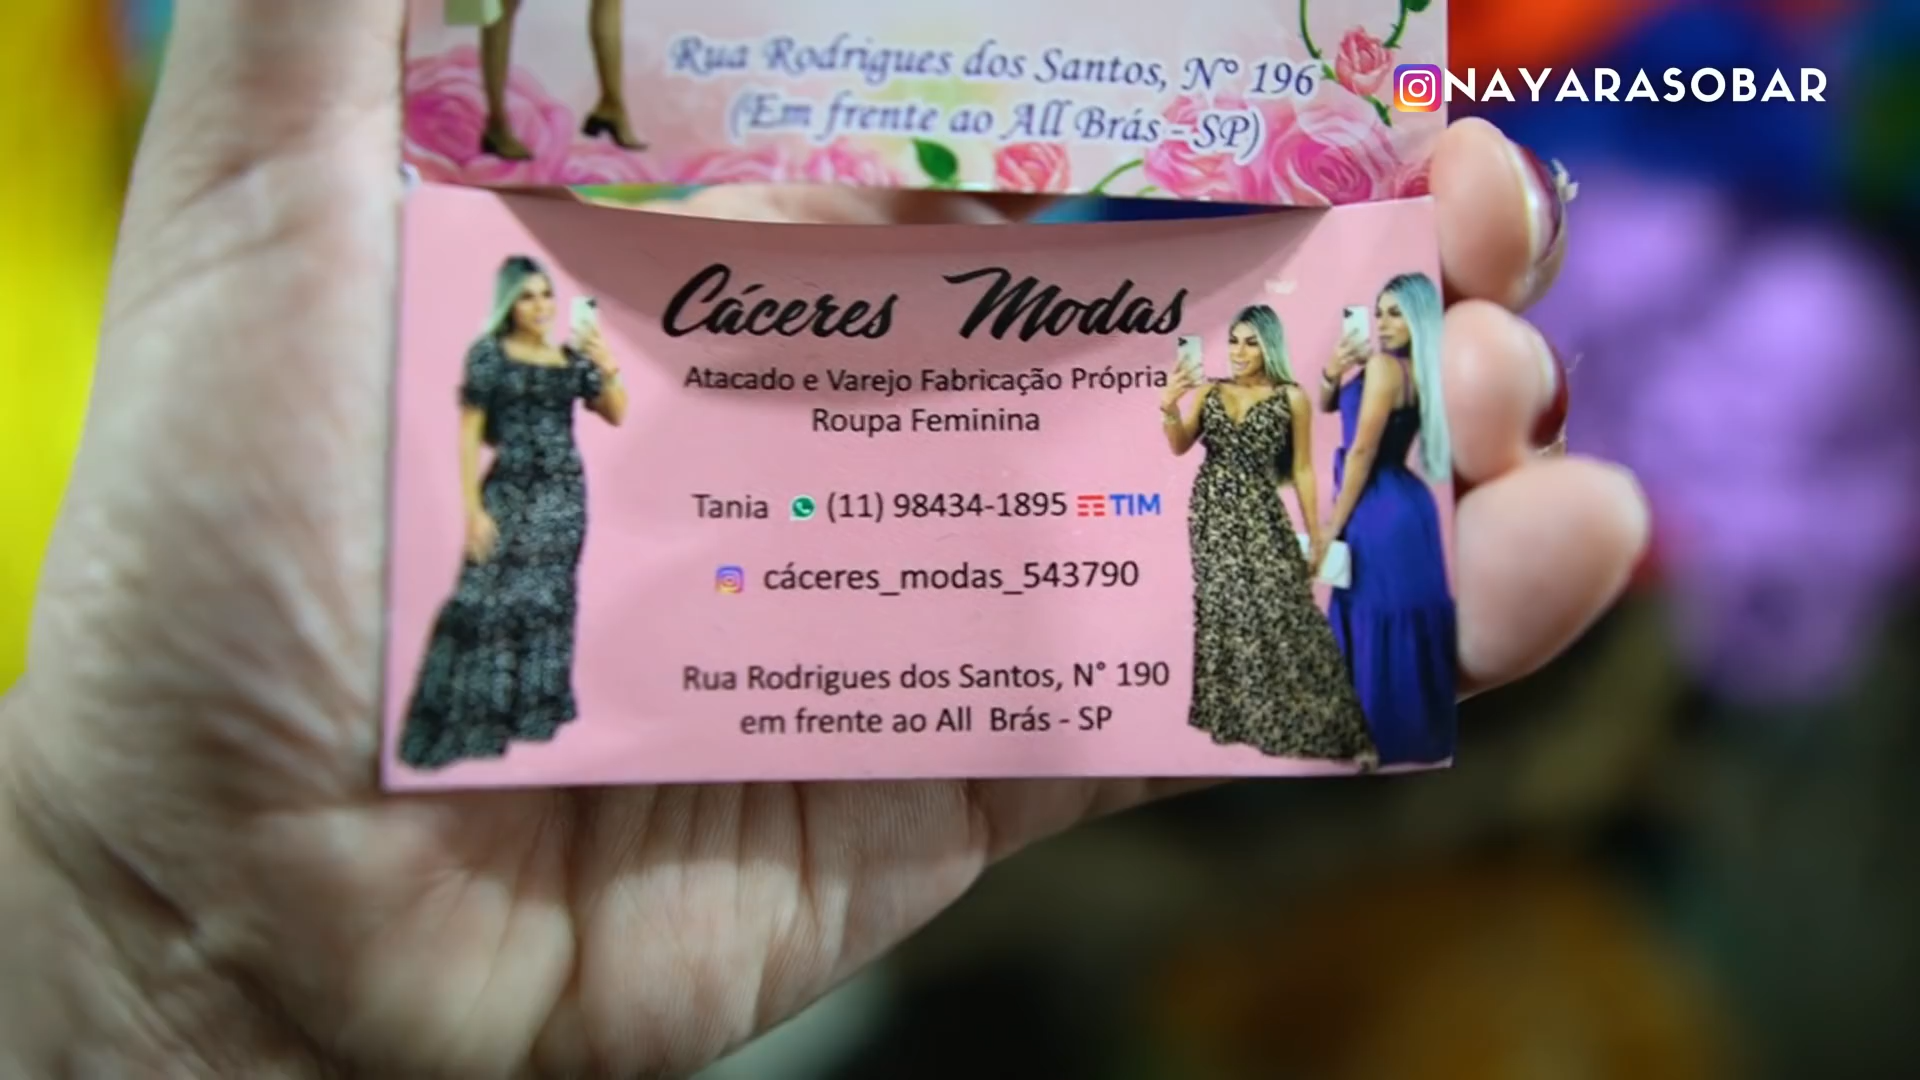 Rua Rodrigues dos Santos, Nº 196
(Em frente ao All Brás - SP)
NAYARASOBAR
Cáceres Modas
Atacado e Varejo Fabricação Própria
Roupa Feminina
Tania (11) 98434-1895 TIM
cáceres_modas_543790
Rua Rodrigues dos Santos, N° 190
em frente ao All Brás - SP